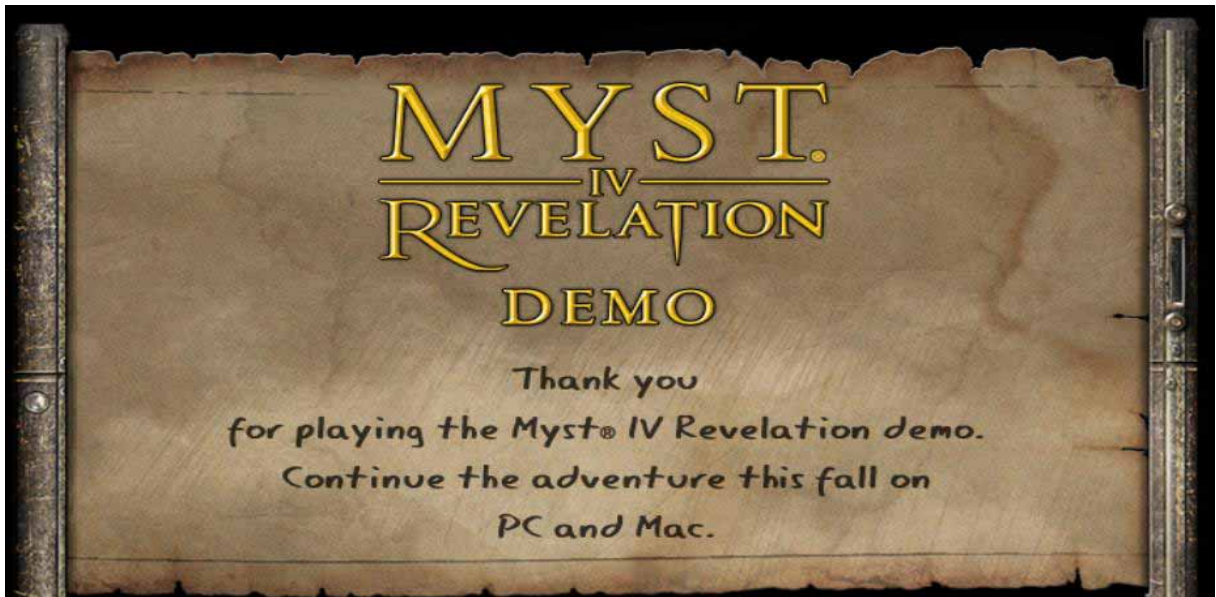 MYST®
IV
REVELATION
DEMO
Thank you
for playing the Myst® IV Revelation demo.
Continue the adventure this fall on
PC and Mac.